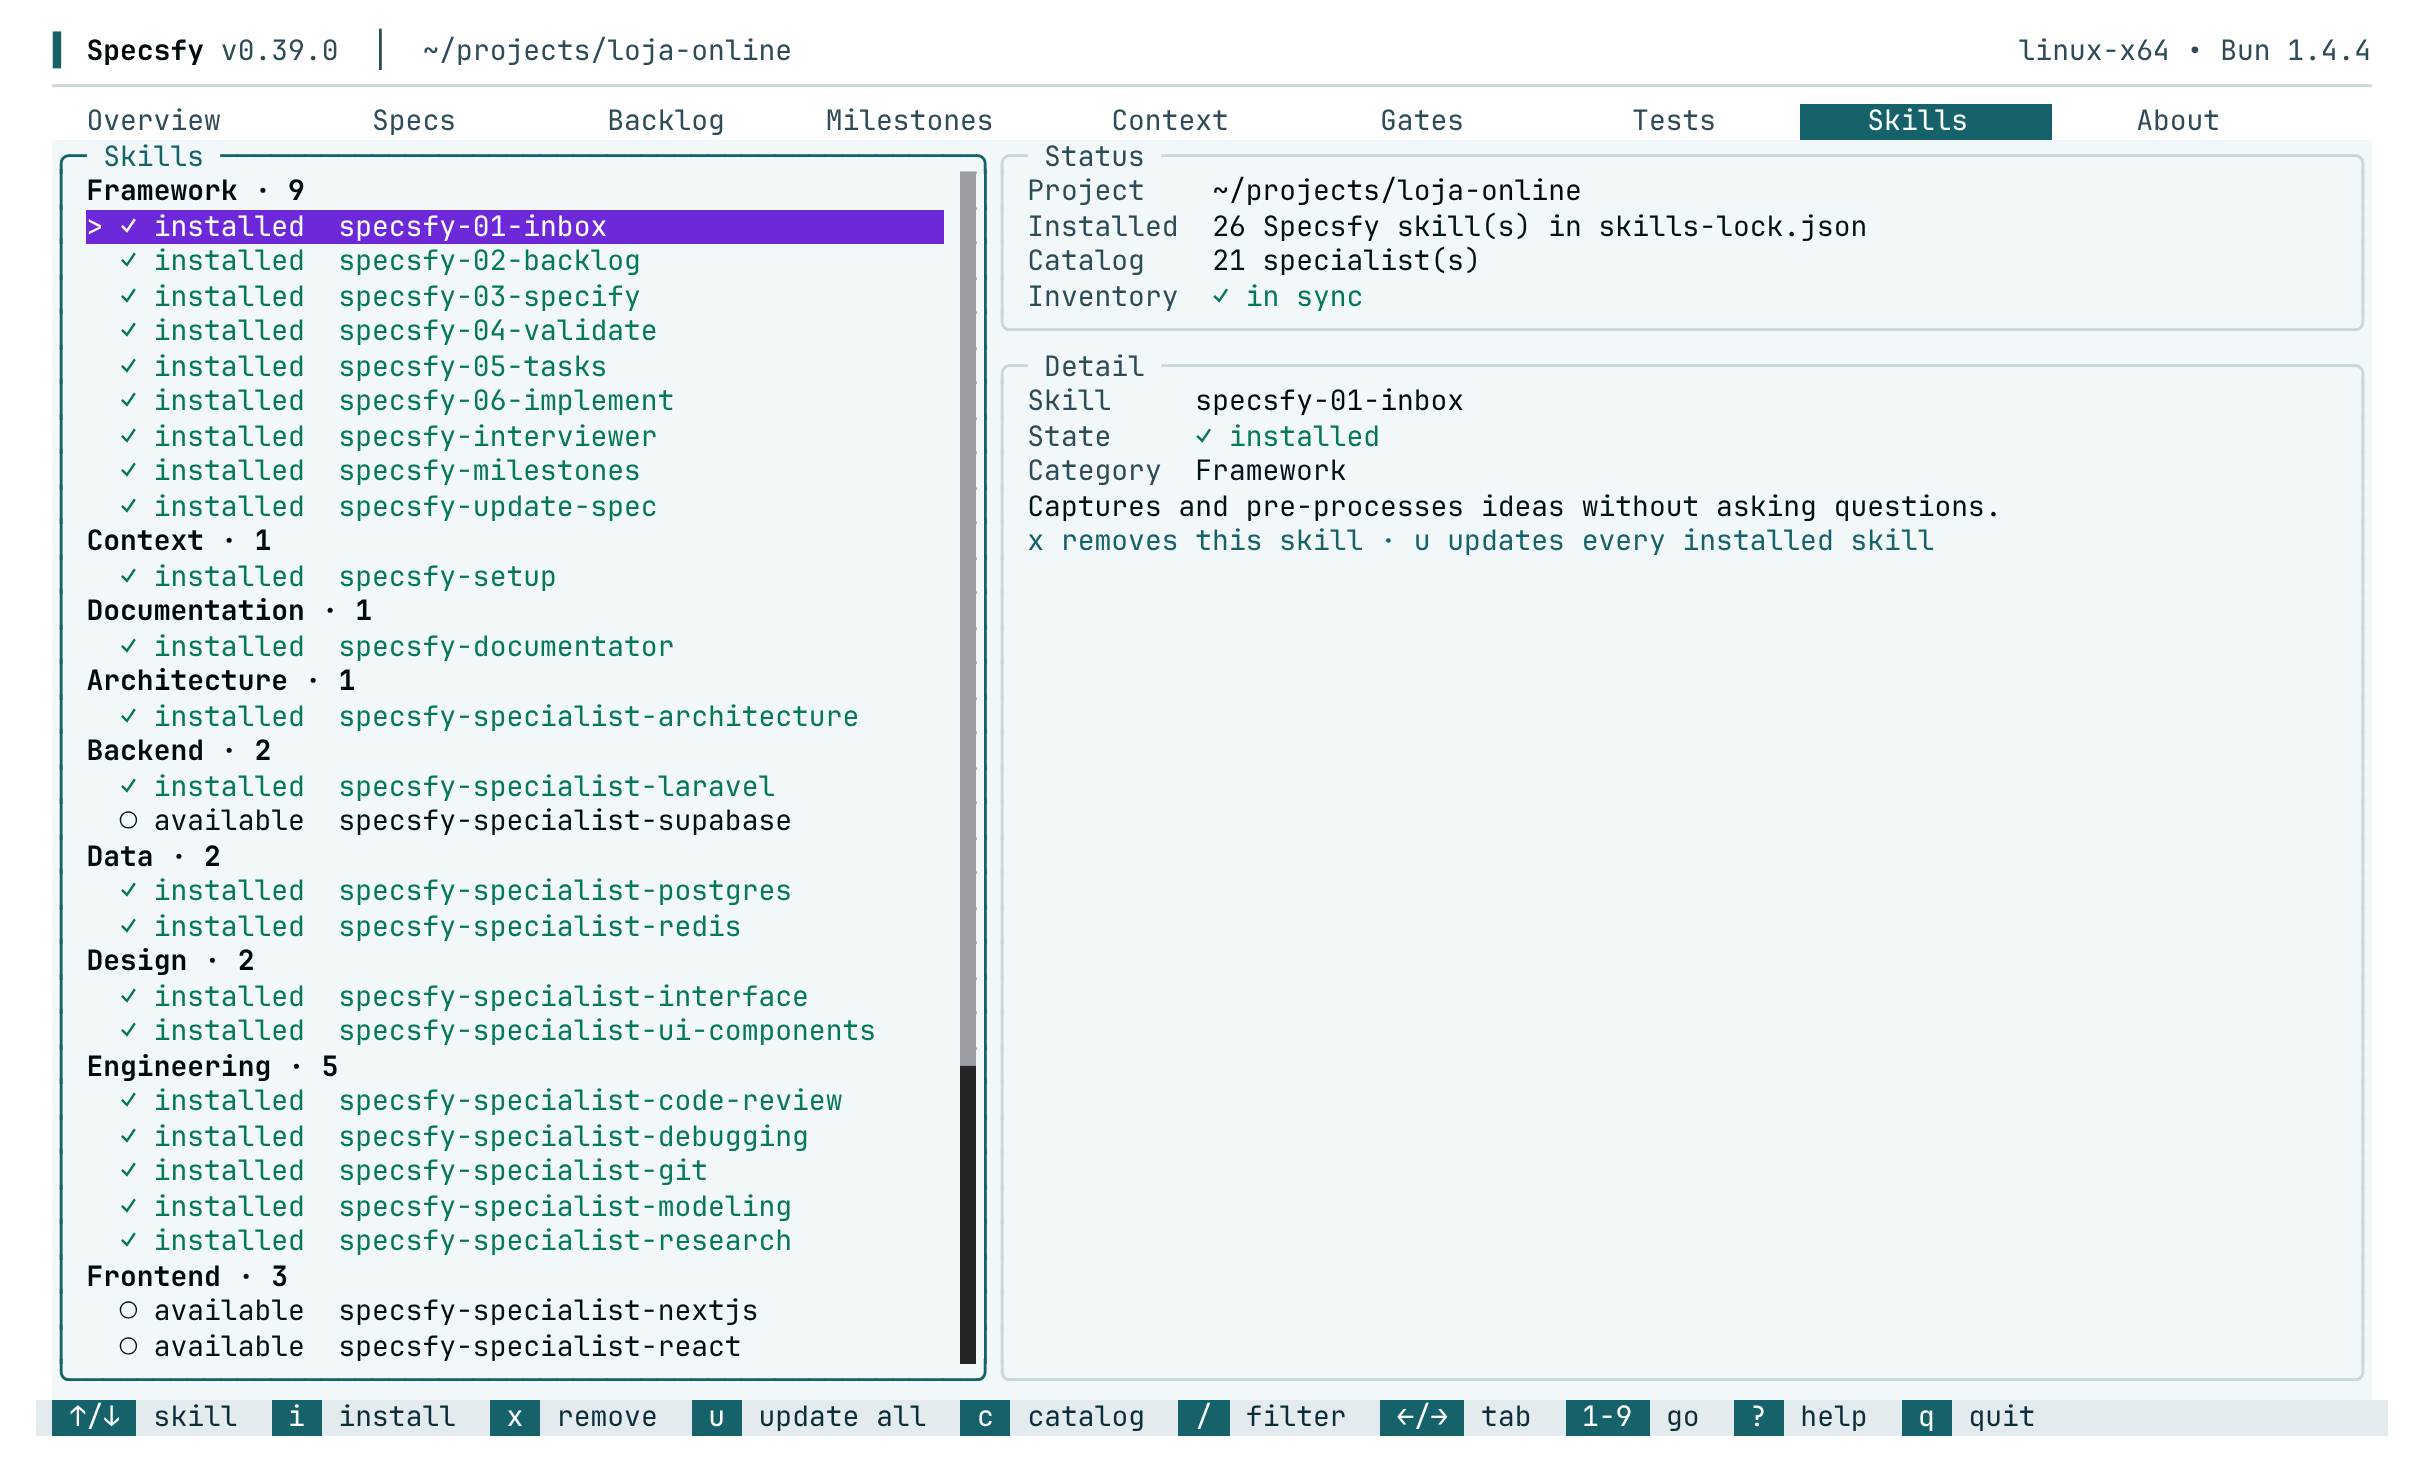 Specsfy v0.39.0 │ ~/projects/loja-online linux-x64 • Bun 1.4.4
Overview Specs Backlog Milestones Context Gates Tests Skills About
Skills
Framework · 9
> ✓ installed specsfy-01-inbox
✓ installed specsfy-02-backlog
✓ installed specsfy-03-specify
✓ installed specsfy-04-validate
✓ installed specsfy-05-tasks
✓ installed specsfy-06-implement
✓ installed specsfy-interviewer
✓ installed specsfy-milestones
✓ installed specsfy-update-spec
Context · 1
✓ installed specsfy-setup
Documentation · 1
✓ installed specsfy-documentator
Architecture · 1
✓ installed specsfy-specialist-architecture
Backend · 2
✓ installed specsfy-specialist-laravel
○ available specsfy-specialist-supabase
Data · 2
✓ installed specsfy-specialist-postgres
✓ installed specsfy-specialist-redis
Design · 2
✓ installed specsfy-specialist-interface
✓ installed specsfy-specialist-ui-components
Engineering · 5
✓ installed specsfy-specialist-code-review
✓ installed specsfy-specialist-debugging
✓ installed specsfy-specialist-git
✓ installed specsfy-specialist-modeling
✓ installed specsfy-specialist-research
Frontend · 3
○ available specsfy-specialist-nextjs
○ available specsfy-specialist-react
Status
Project ~/projects/loja-online
Installed 26 Specsfy skill(s) in skills-lock.json
Catalog 21 specialist(s)
Inventory ✓ in sync
Detail
Skill specsfy-01-inbox
State ✓ installed
Category Framework
Captures and pre-processes ideas without asking questions.
x removes this skill · u updates every installed skill
↑/↓ skill i install x remove u update all c catalog / filter ←/→ tab 1-9 go ? help q quit